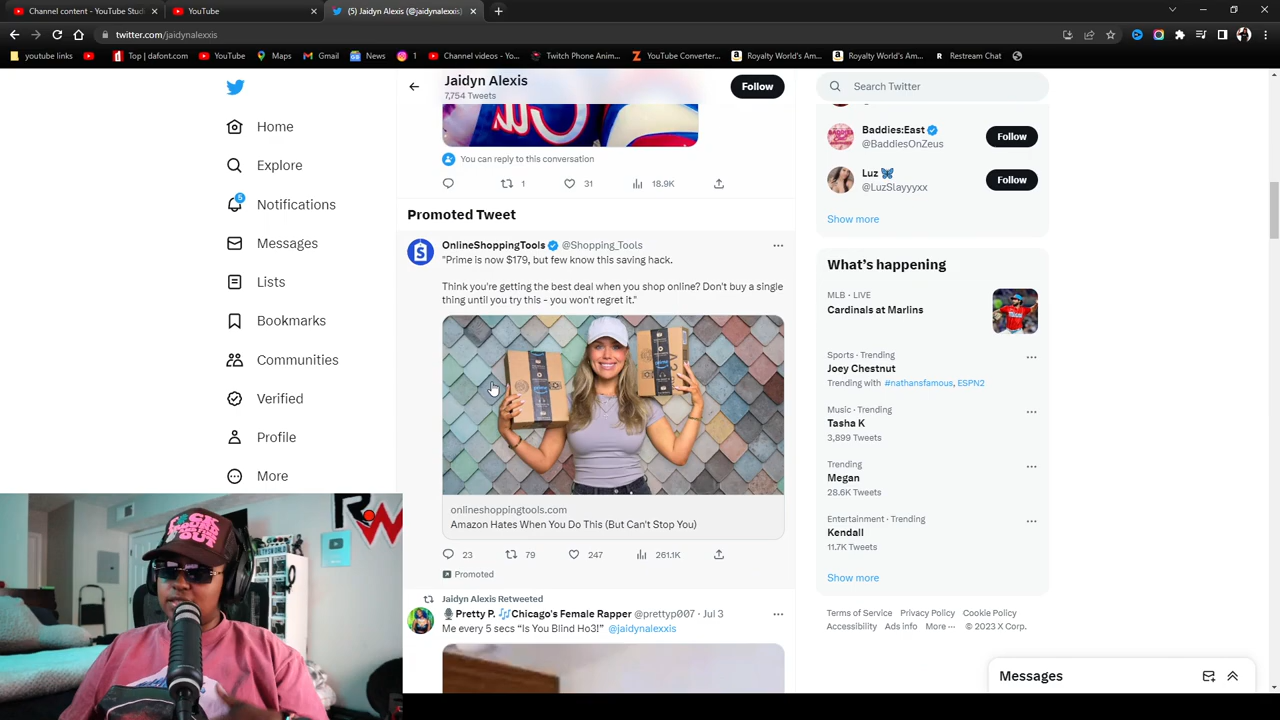 Channel content - YouTube Stud
YouTube
(5) Jaidyn Alexis (@jaidynalexxis)
twitter.com/jaidynalexxis
youtube links
Top | dafont.com
YouTube
Maps
Gmail
News
1
Channel videos - Yo...
Twitch Phone Anim...
YouTube Converter...
Royalty World's Am...
Royalty World's Am...
Restream Chat
Home
Explore
5
Notifications
Messages
Lists
Bookmarks
Communities
Verified
Profile
More
Jaidyn Alexis
7,754 Tweets
Follow
You can reply to this conversation
1
31
18.9K
Promoted Tweet
OnlineShoppingTools @Shopping_Tools
"Prime is now $179, but few know this saving hack.
Think you're getting the best deal when you shop online? Don't buy a single
thing until you try this - you won't regret it."
onlineshoppingtools.com
Amazon Hates When You Do This (But Can't Stop You)
23
79
247
261.1K
Promoted
Jaidyn Alexis Retweeted
Pretty P. 🎶Chicago's Female Rapper @prettyp007 · Jul 3
Me every 5 secs “Is You Blind Ho3!” @jaidynalexxis
Search Twitter
Baddies:East
@BaddiesOnZeus
Follow
Luz 🦋
@LuzSlayyyxx
Follow
Show more
What's happening
MLB · LIVE
Cardinals at Marlins
Sports · Trending
Joey Chestnut
Trending with #nathansfamous, ESPN2
Music · Trending
Tasha K
3,899 Tweets
Trending
Megan
28.6K Tweets
Entertainment · Trending
Kendall
11.7K Tweets
Show more
Terms of Service Privacy Policy Cookie Policy
Accessibility Ads info More ··· © 2023 X Corp.
Messages